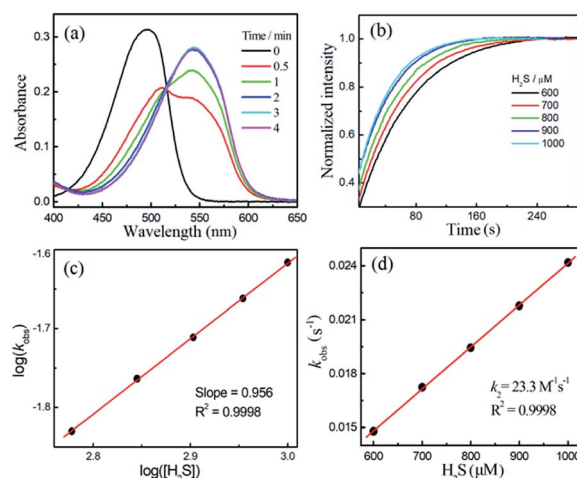 (a)
Time / min
0
0.5
1
2
3
4
Absorbance
0.3
0.2
0.1
0.0
400 450 500 550 600 650
Wavelength (nm)
(b)
H₂S / μM
600
700
800
900
1000
Normalized intensity
1.0
0.8
0.6
0.4
80 160 240
Time (s)
(c)
Slope = 0.956
R² = 0.9998
log(k_obs)
-1.6
-1.7
-1.8
2.8 2.9 3.0
log([H₂S])
(d)
k₂= 23.3 M⁻¹s⁻¹
R² = 0.9998
k_obs (s⁻¹)
0.024
0.021
0.018
0.015
600 700 800 900 1000
H₂S (μM)